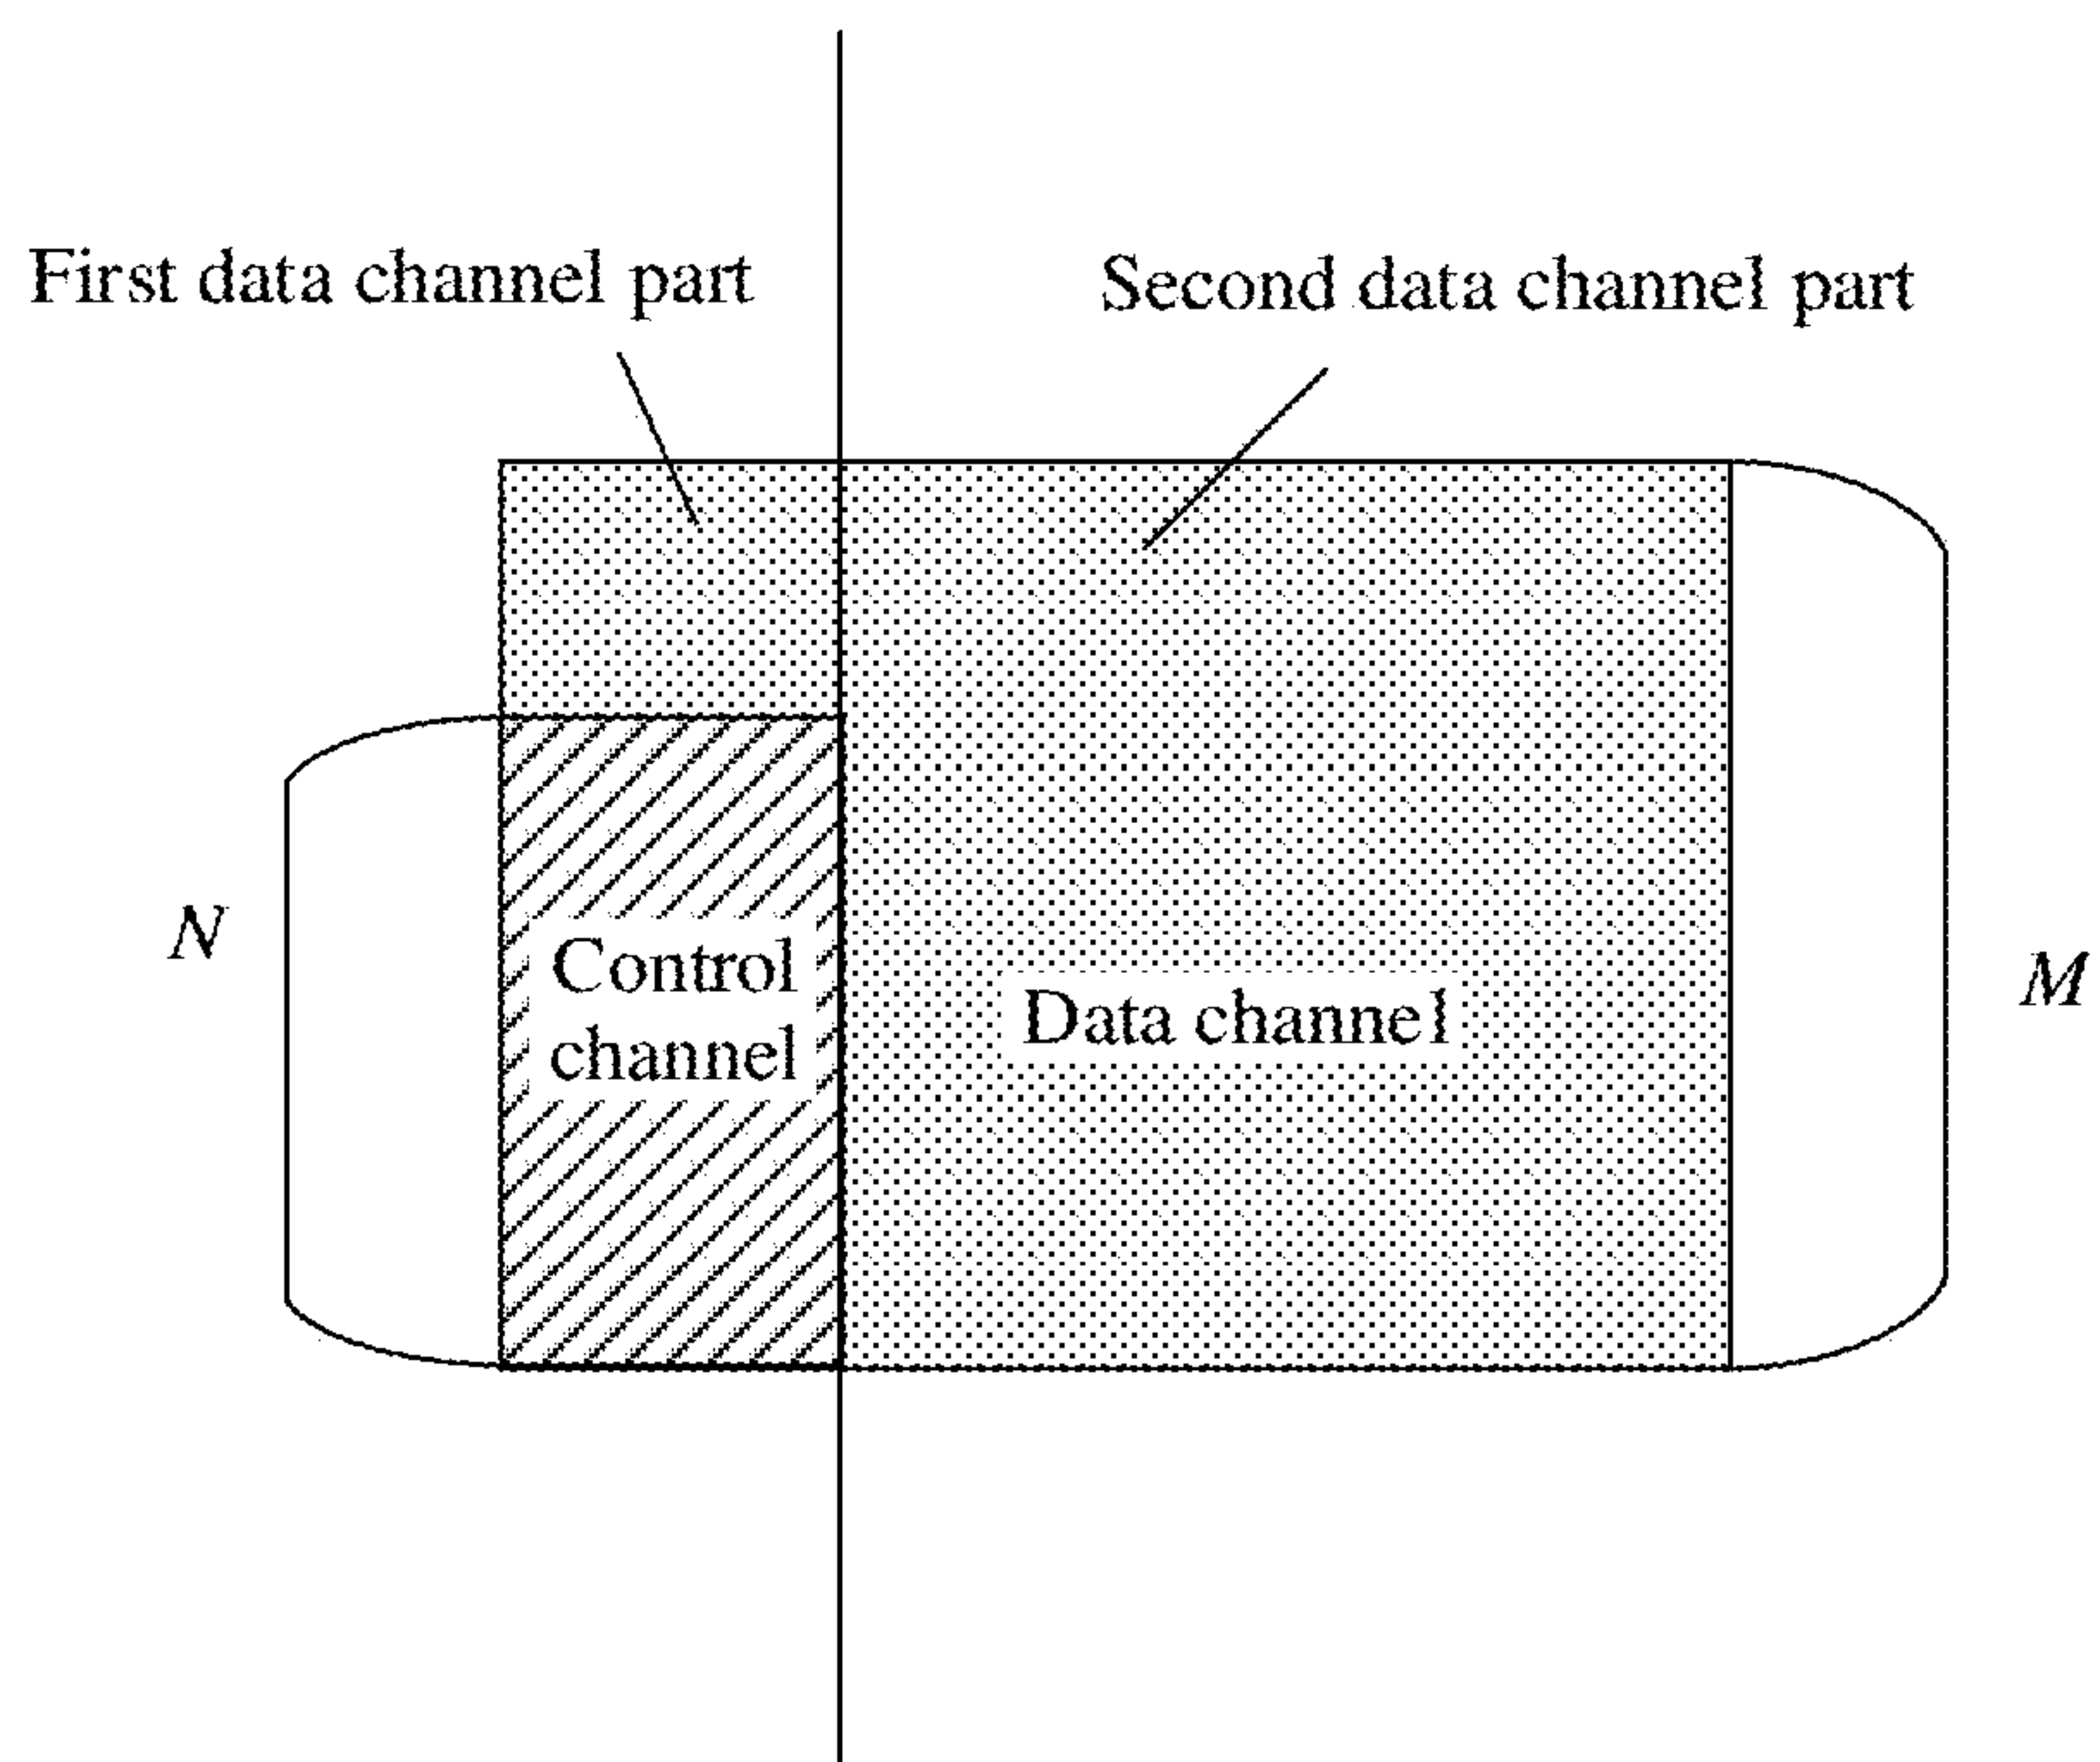 First data channel part
Second data channel part
N
Control
channel
Data channel
M